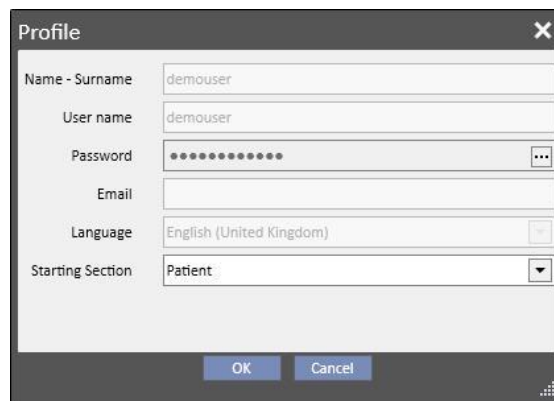 Profile
Name - Surname demouser
User name demouser
Password ●●●●●●●●●●●● ...
Email
Language English (United Kingdom)
Starting Section Patient
OK Cancel